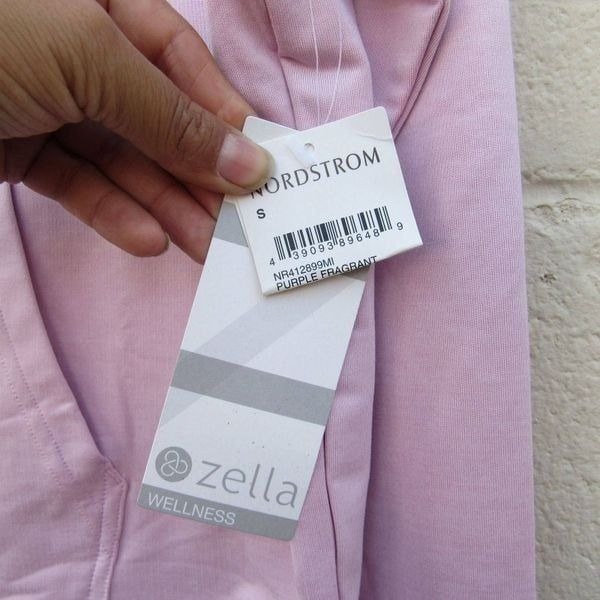 NORDSTROM
S
4 39093 89648 9
NR412899MI
PURPLE FRAGRANT
zella
WELLNESS